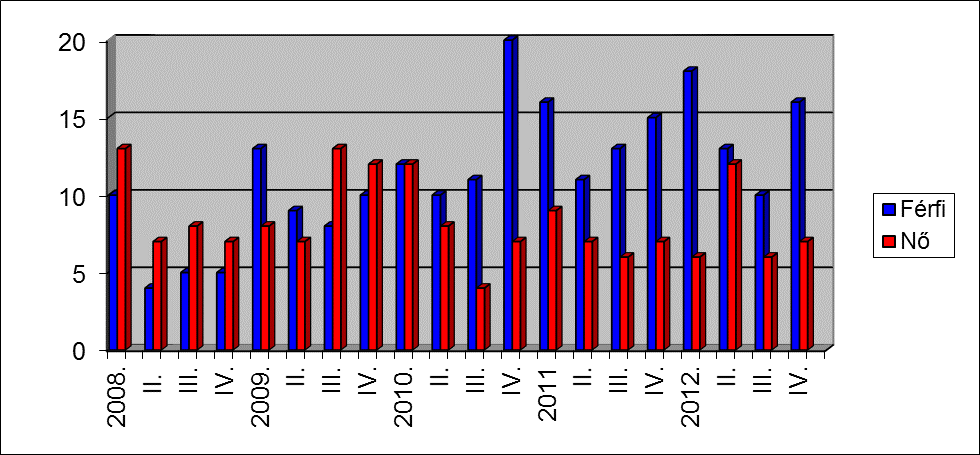 20
15
10
5
0
2008.
II.
III.
IV.
2009.
II.
III.
IV.
2010.
II.
III.
IV.
2011
II.
III.
IV.
2012.
II.
III.
IV.
Férfi
Nő